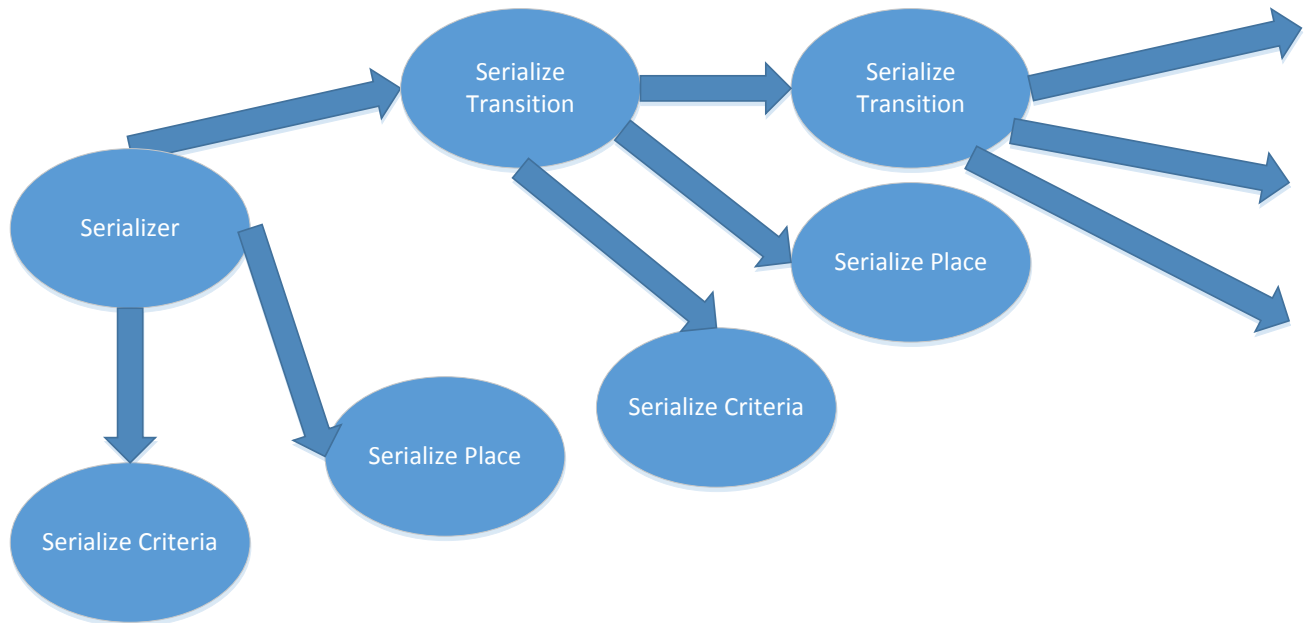 Serialize
Transition
Serialize
Transition
Serializer
Serialize Place
Serialize Criteria
Serialize Place
Serialize Criteria